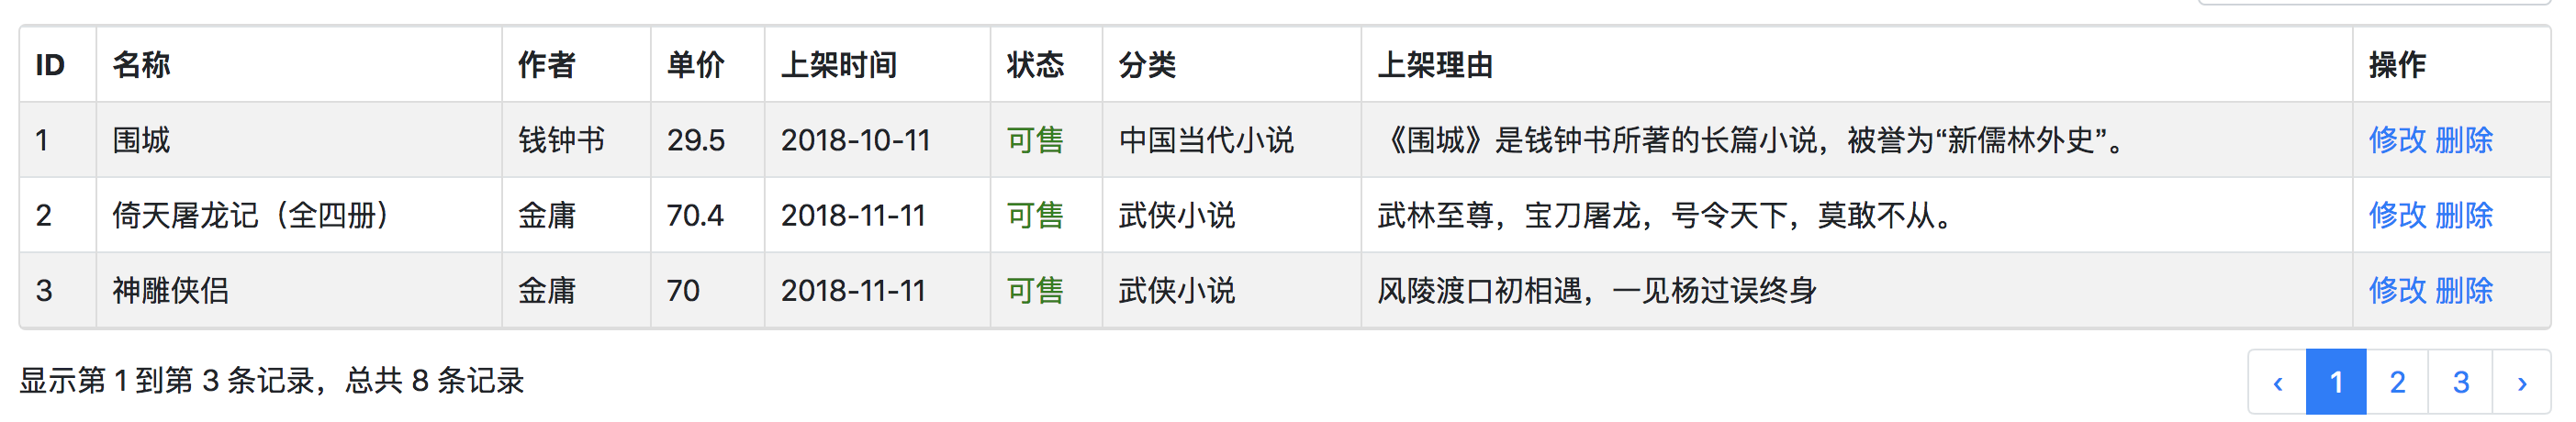 ID 名称 作者 单价 上架时间 状态 分类 上架理由 操作
1 围城 钱钟书 29.5 2018-10-11 可售 中国当代小说 《围城》是钱钟书所著的长篇小说，被誉为“新儒林外史”。 修改 删除
2 倚天屠龙记（全四册） 金庸 70.4 2018-11-11 可售 武侠小说 武林至尊，宝刀屠龙，号令天下，莫敢不从。 修改 删除
3 神雕侠侣 金庸 70 2018-11-11 可售 武侠小说 风陵渡口初相遇，一见杨过误终身 修改 删除
显示第 1 到第 3 条记录，总共 8 条记录 ‹ 1 2 3 ›